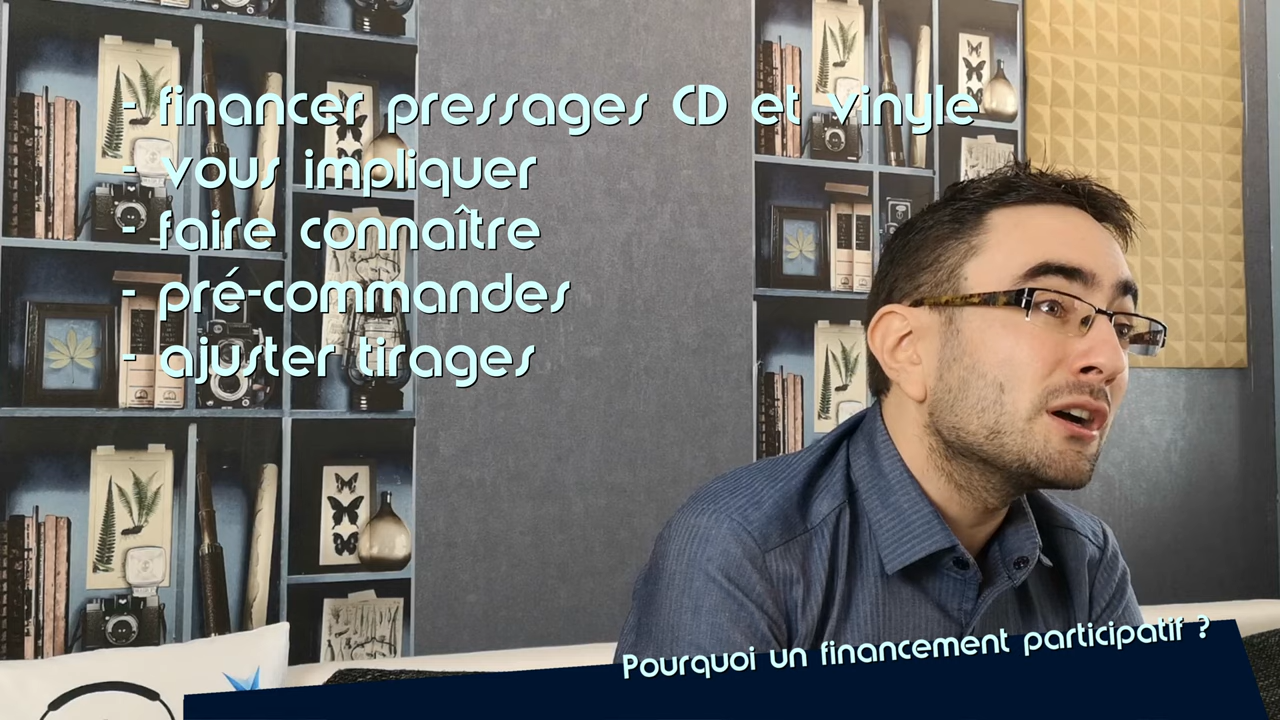 - financer pressages CD et vinyle
- vous impliquer
- faire connaître
- pré-commandes
- ajuster tirages
Pourquoi un financement participatif ?